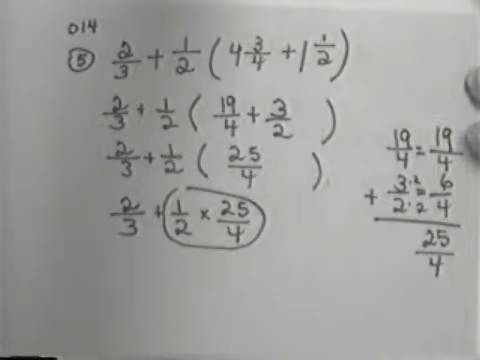 014
⑤ 2/3 + 1/2 ( 4 3/4 + 1 1/2 )
2/3 + 1/2 ( 19/4 + 3/2 )
2/3 + 1/2 ( 25/4 )
2/3 + 1/2 × 25/4
19/4 = 19/4
+ 3·2/2·2 = 6/4
25/4